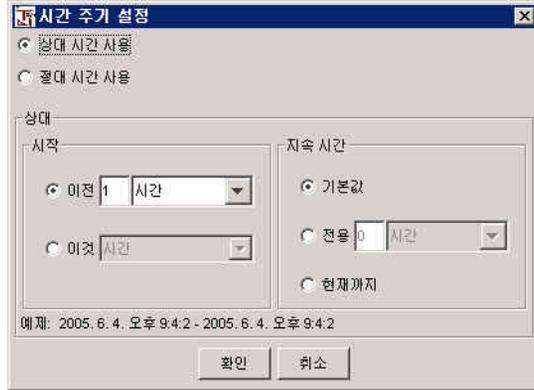 시간 주기 설정
상대 시간 사용
절대 시간 사용
상대
시작
이전 1 시간
이것 시간
지속 시간
기본값
전용 0 시간
현재까지
예제: 2005. 6. 4. 오후 9:4:2 - 2005. 6. 4. 오후 9:4:2
확인 취소